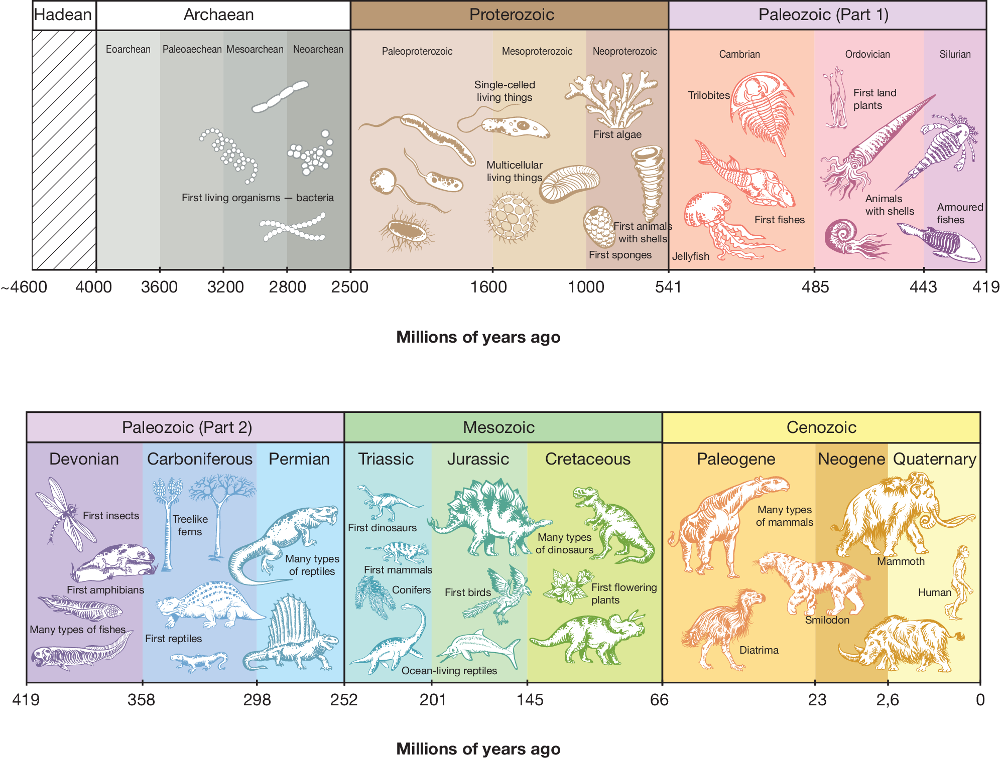 Hadean
Archaean
Proterozoic
Paleozoic (Part 1)
Eoarchean
Paleoaechean
Mesoarchean
Neoarchean
Paleoproterozoic
Mesoproterozoic
Neoproterozoic
Cambrian
Ordovician
Silurian
First living organisms — bacteria
Single-celled
living things
Multicellular
living things
First algae
First animals
with shells
First sponges
Trilobites
First fishes
Jellyfish
First land
plants
Animals
with shells
Armoured
fishes
~4600
4000
3600
3200
2800
2500
1600
1000
541
485
443
419
Millions of years ago
Paleozoic (Part 2)
Mesozoic
Cenozoic
Devonian
Carboniferous
Permian
Triassic
Jurassic
Cretaceous
Paleogene
Neogene
Quaternary
First insects
First amphibians
Many types of fishes
Treelike
ferns
First reptiles
Many types
of reptiles
First dinosaurs
First mammals
Conifers
Ocean-living reptiles
First birds
Many types
of dinosaurs
First flowering
plants
Many types
of mammals
Diatrima
Smilodon
Mammoth
Human
419
358
298
252
201
145
66
23
2,6
0
Millions of years ago